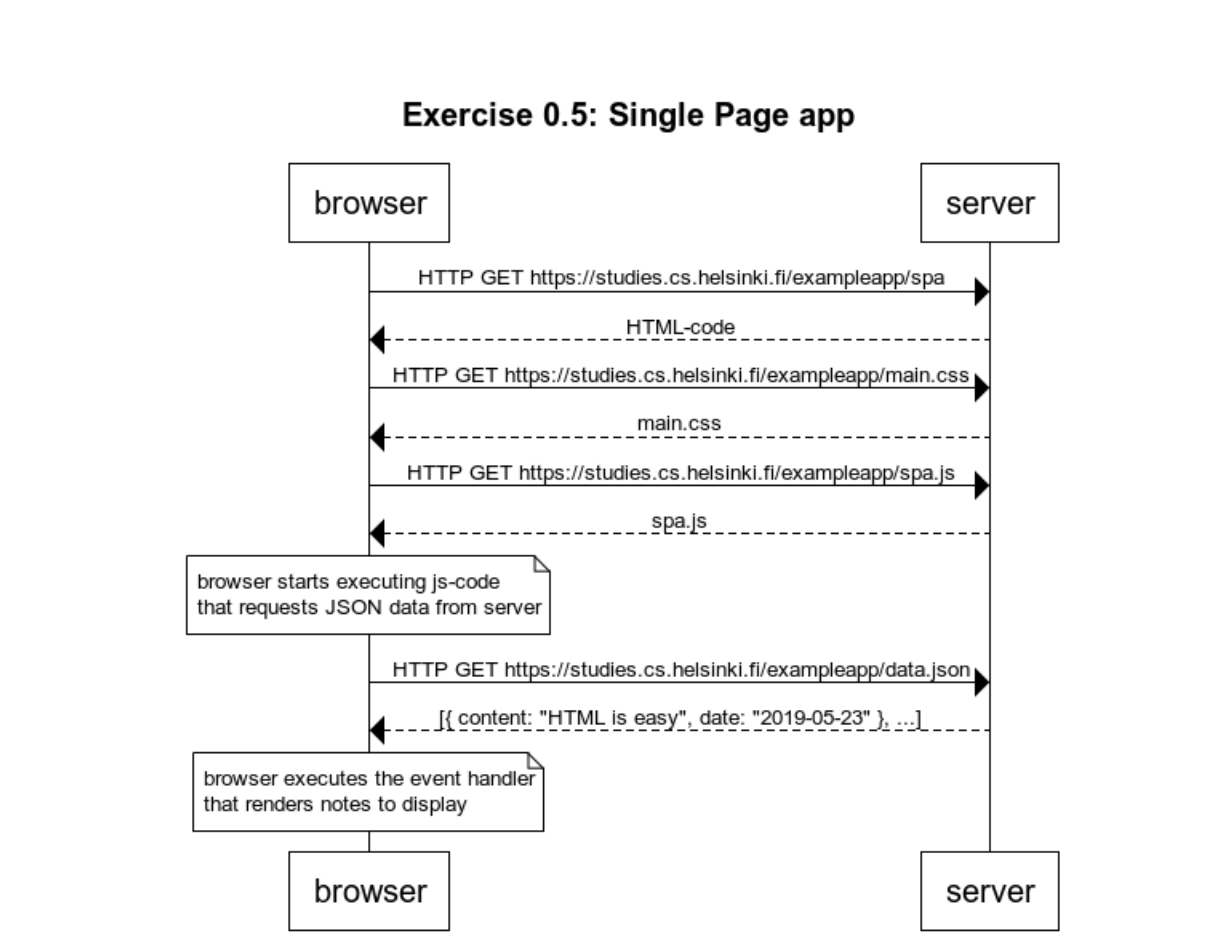 Exercise 0.5: Single Page app
browser
server
HTTP GET https://studies.cs.helsinki.fi/exampleapp/spa
HTML-code
HTTP GET https://studies.cs.helsinki.fi/exampleapp/main.css
main.css
HTTP GET https://studies.cs.helsinki.fi/exampleapp/spa.js
spa.js
browser starts executing js-code
that requests JSON data from server
HTTP GET https://studies.cs.helsinki.fi/exampleapp/data.json
[{ content: "HTML is easy", date: "2019-05-23" }, ...]
browser executes the event handler
that renders notes to display
browser
server